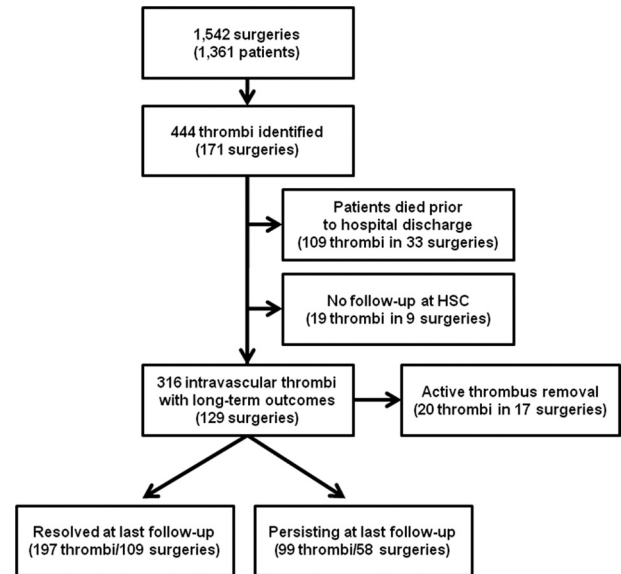 1,542 surgeries
(1,361 patients)
444 thrombi identified
(171 surgeries)
Patients died prior
to hospital discharge
(109 thrombi in 33 surgeries)
No follow-up at HSC
(19 thrombi in 9 surgeries)
316 intravascular thrombi
with long-term outcomes
(129 surgeries)
Active thrombus removal
(20 thrombi in 17 surgeries)
Resolved at last follow-up
(197 thrombi/109 surgeries)
Persisting at last follow-up
(99 thrombi/58 surgeries)